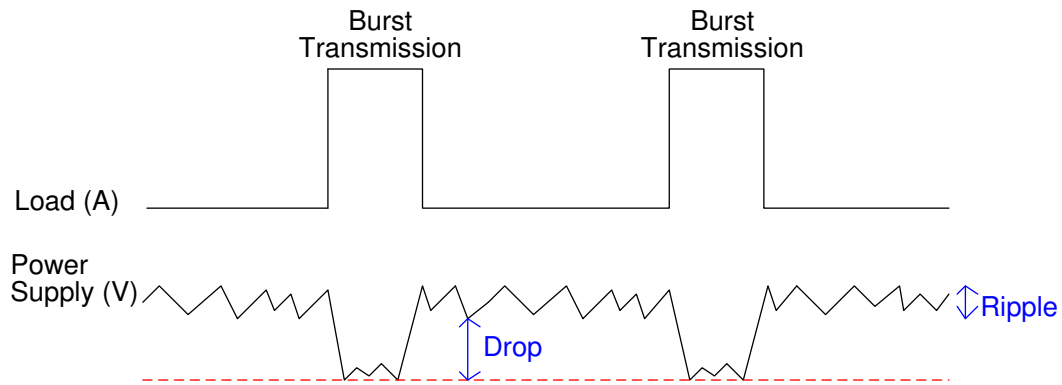 Burst
Transmission
Burst
Transmission
Load (A)
Power
Supply (V)
Ripple
Drop